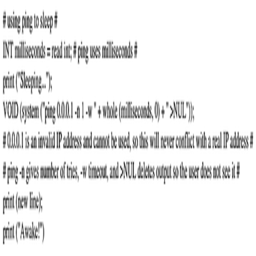 # using ping to sleep #
INT milliseconds = read int; # ping uses milliseconds #
print ("Sleeping...");
VOID (system ("ping 0.0.0.1 -n 1 -w " + whole (milliseconds, 0) + " >NUL"));
# 0.0.0.1 is an invalid IP address and cannot be used, so this will never conflict with a real IP address #
# ping -n gives number of tries, -w timeout, and >NUL deletes output so the user does not see it #
print (new line);
print ("Awake!")